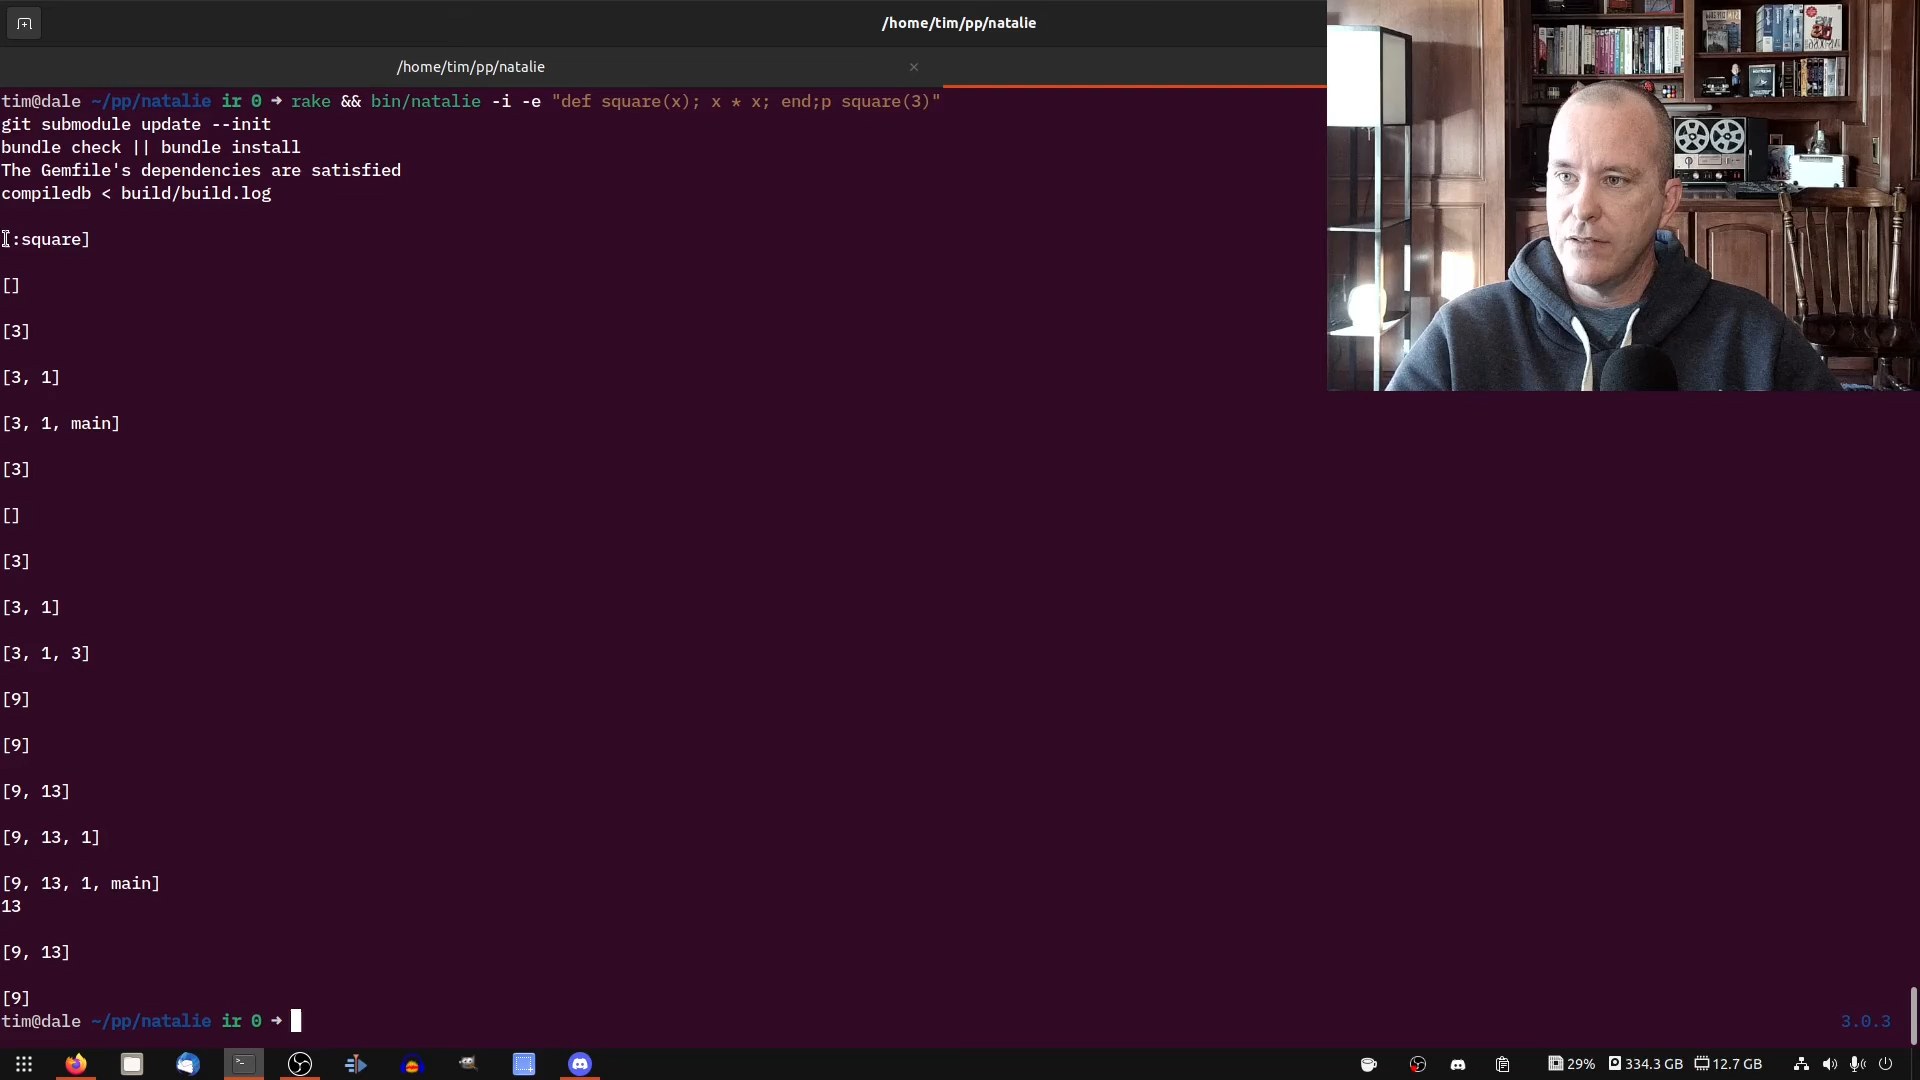 /home/tim/pp/natalie
/home/tim/pp/natalie
tim@dale ~/pp/natalie ir 0 ➜ rake && bin/natalie -i -e "def square(x); x * x; end;p square(3)"
git submodule update --init
bundle check || bundle install
The Gemfile's dependencies are satisfied
compiledb < build/build.log
[:square]
[]
[3]
[3, 1]
[3, 1, main]
[3]
[]
[3]
[3, 1]
[3, 1, 3]
[9]
[9]
[9, 13]
[9, 13, 1]
[9, 13, 1, main]
13
[9, 13]
[9]
tim@dale ~/pp/natalie ir 0 ➜
3.0.3
29% 334.3 GB 12.7 GB